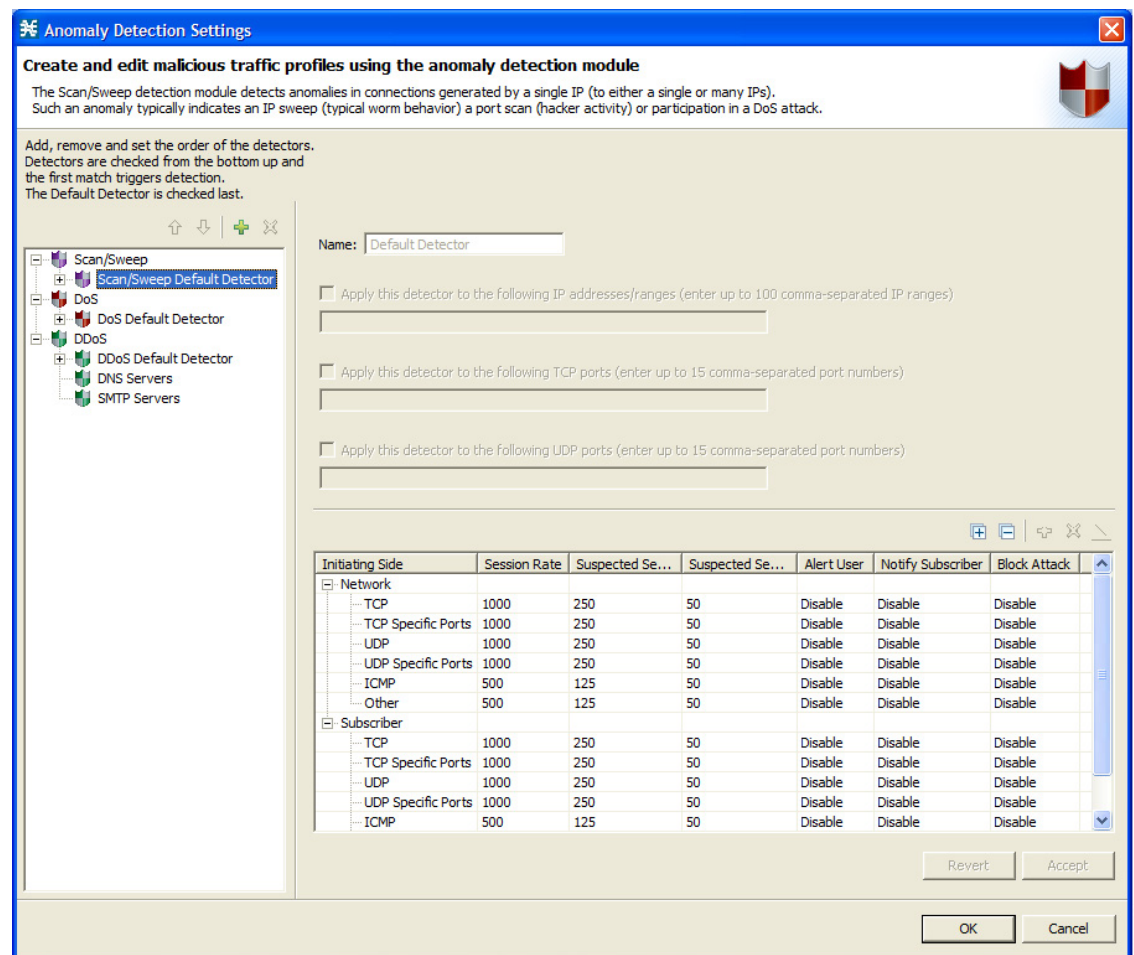 Anomaly Detection Settings
Create and edit malicious traffic profiles using the anomaly detection module
The Scan/Sweep detection module detects anomalies in connections generated by a single IP (to either a single or many IPs).
Such an anomaly typically indicates an IP sweep (typical worm behavior) a port scan (hacker activity) or participation in a DoS attack.
Add, remove and set the order of the detectors.
Detectors are checked from the bottom up and
the first match triggers detection.
The Default Detector is checked last.
Scan/Sweep
Scan/Sweep Default Detector
DoS
DoS Default Detector
DDoS
DDoS Default Detector
DNS Servers
SMTP Servers
Name: Default Detector
Apply this detector to the following IP addresses/ranges (enter up to 100 comma-separated IP ranges)
Apply this detector to the following TCP ports (enter up to 15 comma-separated port numbers)
Apply this detector to the following UDP ports (enter up to 15 comma-separated port numbers)
Initiating Side Session Rate Suspected Se... Suspected Se... Alert User Notify Subscriber Block Attack
Network
TCP 1000 250 50 Disable Disable Disable
TCP Specific Ports 1000 250 50 Disable Disable Disable
UDP 1000 250 50 Disable Disable Disable
UDP Specific Ports 1000 250 50 Disable Disable Disable
ICMP 500 125 50 Disable Disable Disable
Other 500 125 50 Disable Disable Disable
Subscriber
TCP 1000 250 50 Disable Disable Disable
TCP Specific Ports 1000 250 50 Disable Disable Disable
UDP 1000 250 50 Disable Disable Disable
UDP Specific Ports 1000 250 50 Disable Disable Disable
ICMP 500 125 50 Disable Disable Disable
Revert Accept
OK Cancel